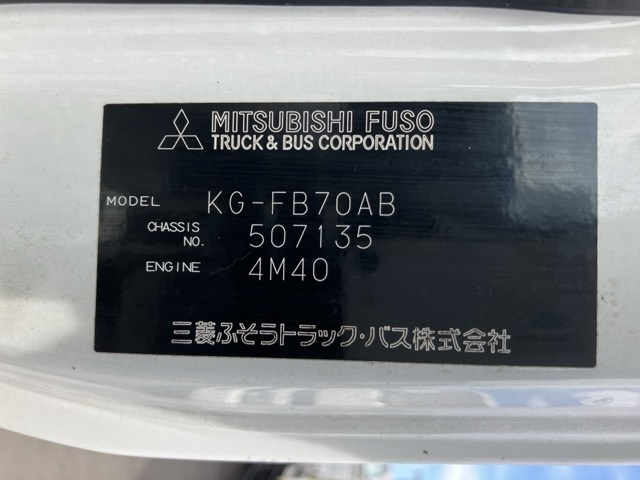 MITSUBISHI FUSO
TRUCK & BUS CORPORATION
MODEL KG-FB70AB
CHASSIS NO. 507135
ENGINE 4M40
三菱ふそうトラック・バス株式会社